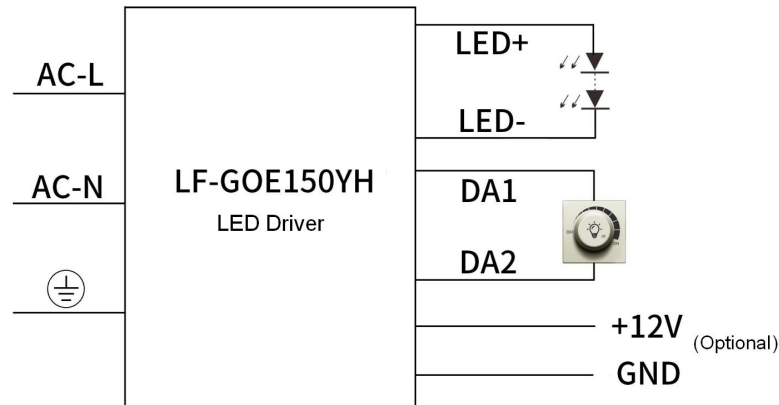 AC-L
AC-N
LF-GOE150YH
LED Driver
LED+
LED-
DA1
DA2
+12V
(Optional)
GND